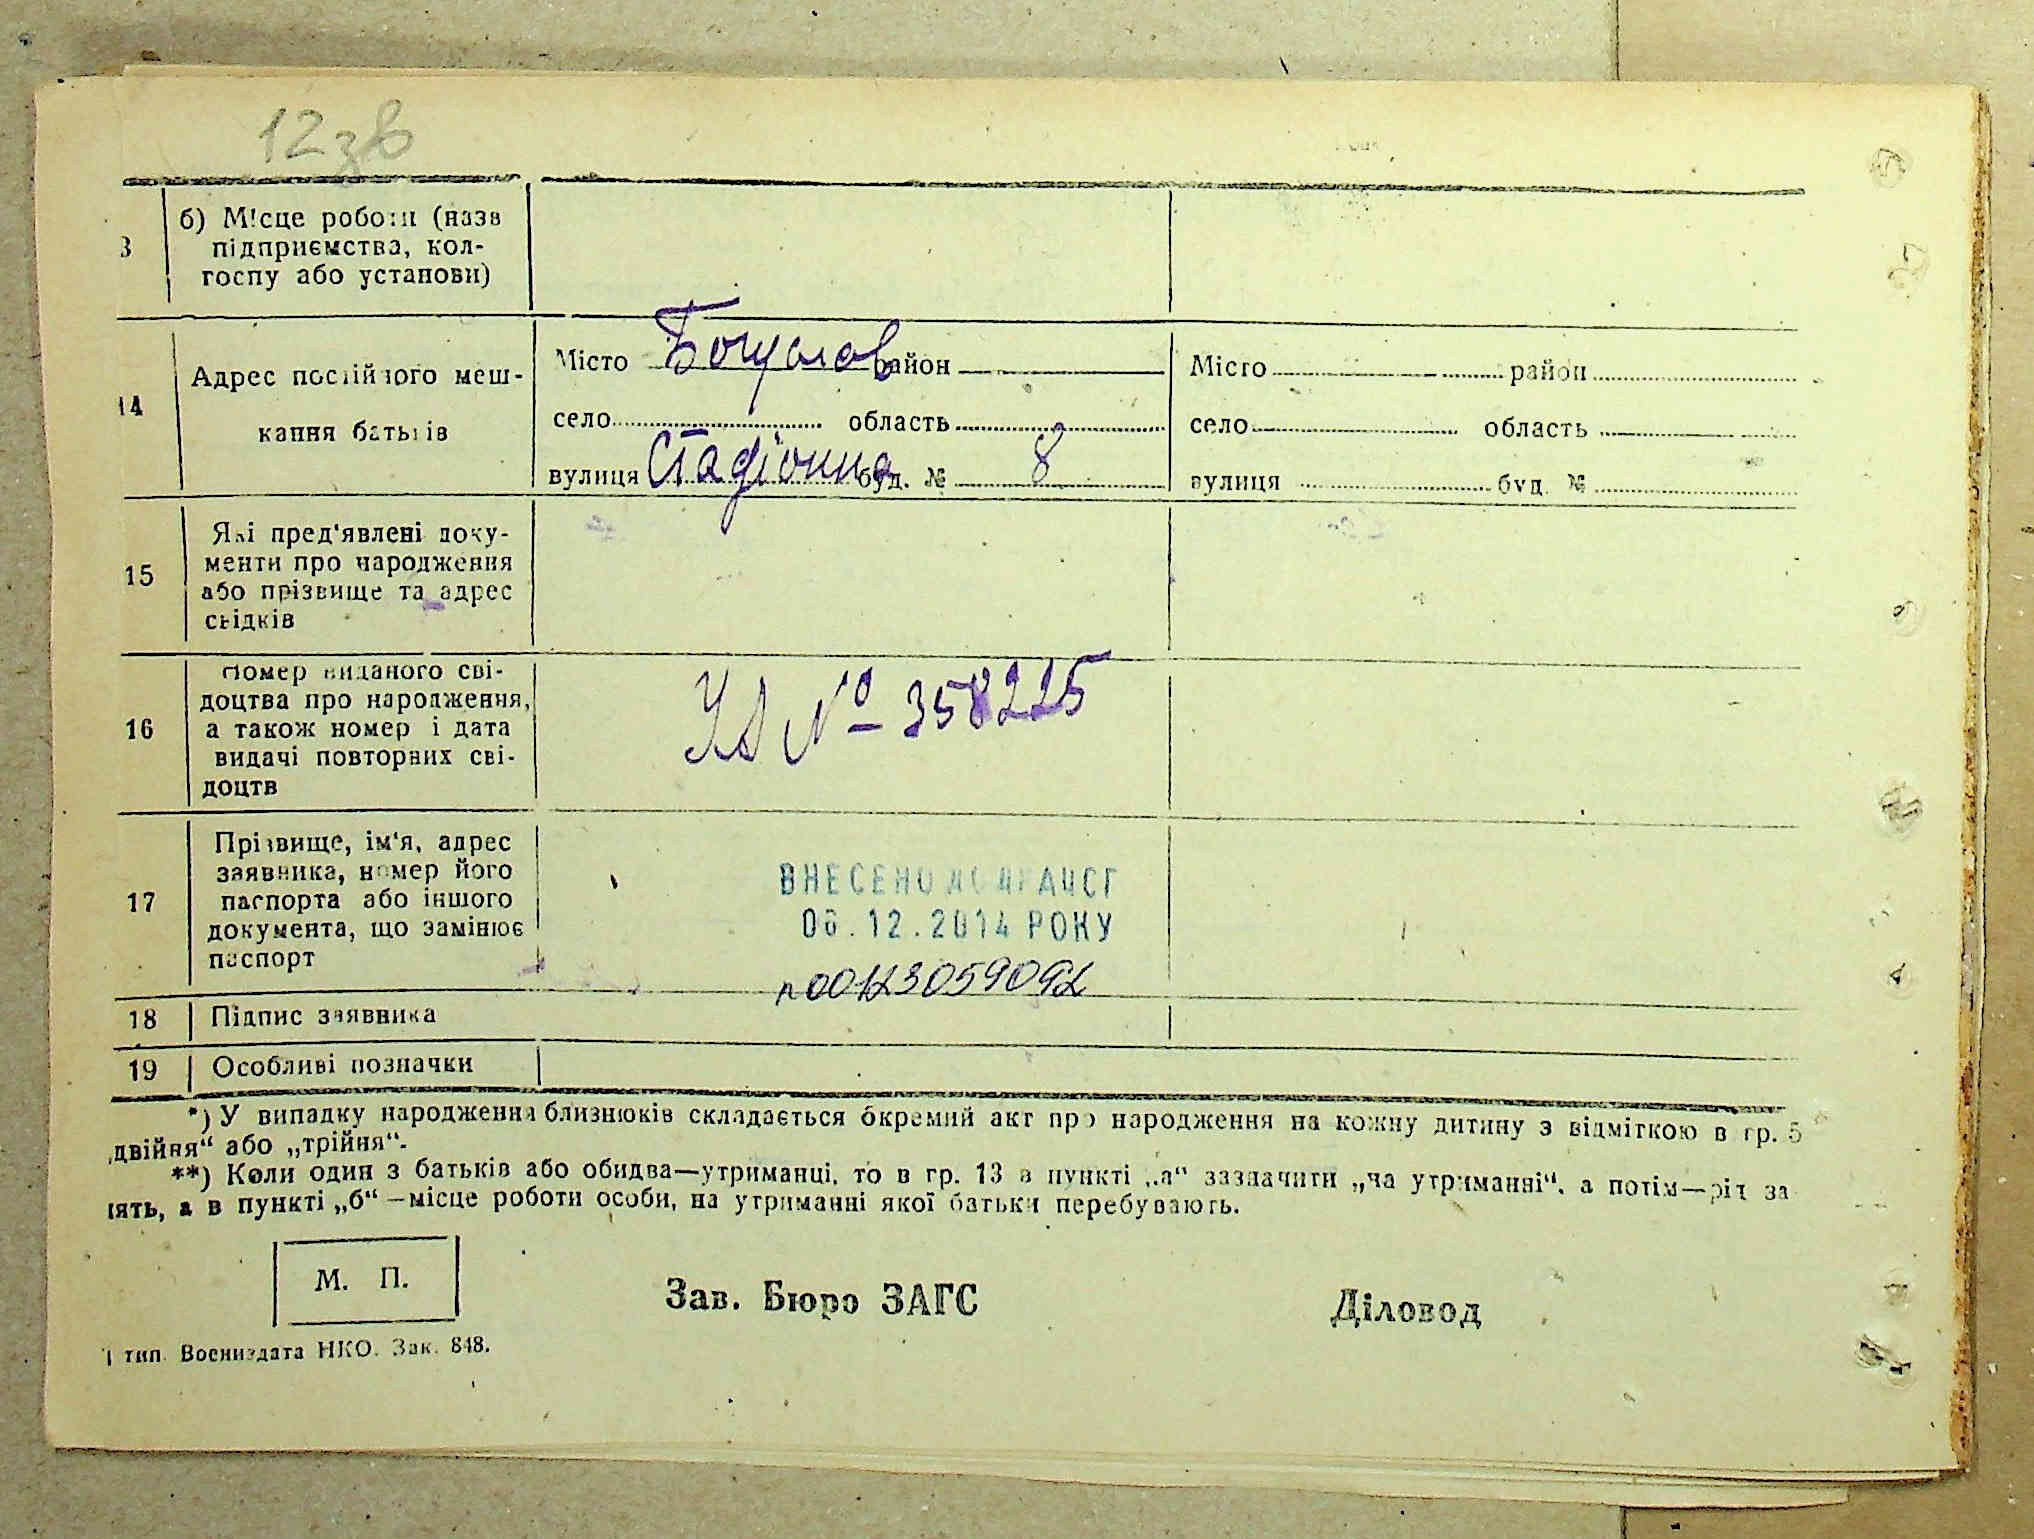 12зв
3
б) Місце роботи (назв
підприємства, кол-
госпу або установи)
14
Адрес постійного меш-
кання батьків
Місто Богуслав район
село область
вулиця Стадіонна буд. № 8
Місто район
село область
вулиця буд. №
15
Які пред'явлені доку-
менти про народження
або прізвище та адрес
свідків
16
Номер виданого сві-
доцтва про народження,
а також номер і дата
видачі повторних сві-
доцтв
УА № 358225
17
Прізвище, ім'я, адрес
заявника, номер його
паспорта або іншого
документа, що замінює
паспорт
ВНЕСЕНО ДО ДРАЦСГ
06.12.2014 РОКУ
n00123059092
18 Підпис заявника
19 Особливі позначки
*) У випадку народження близнюків складається окремий акт про народження на кожну дитину з відміткою в гр. 5
„двійня“ або „трійня“.
**) Коли один з батьків або обидва—утриманці, то в гр. 13 в пункті „а“ зазначити „на утриманні“, а потім—рід за
нять, а в пункті „б“—місце роботи особи, на утриманні якої батьки перебувають.
М. П.
Зав. Бюро ЗАГС Діловод
1 тип. Воениздата НКО. Зак. 848.